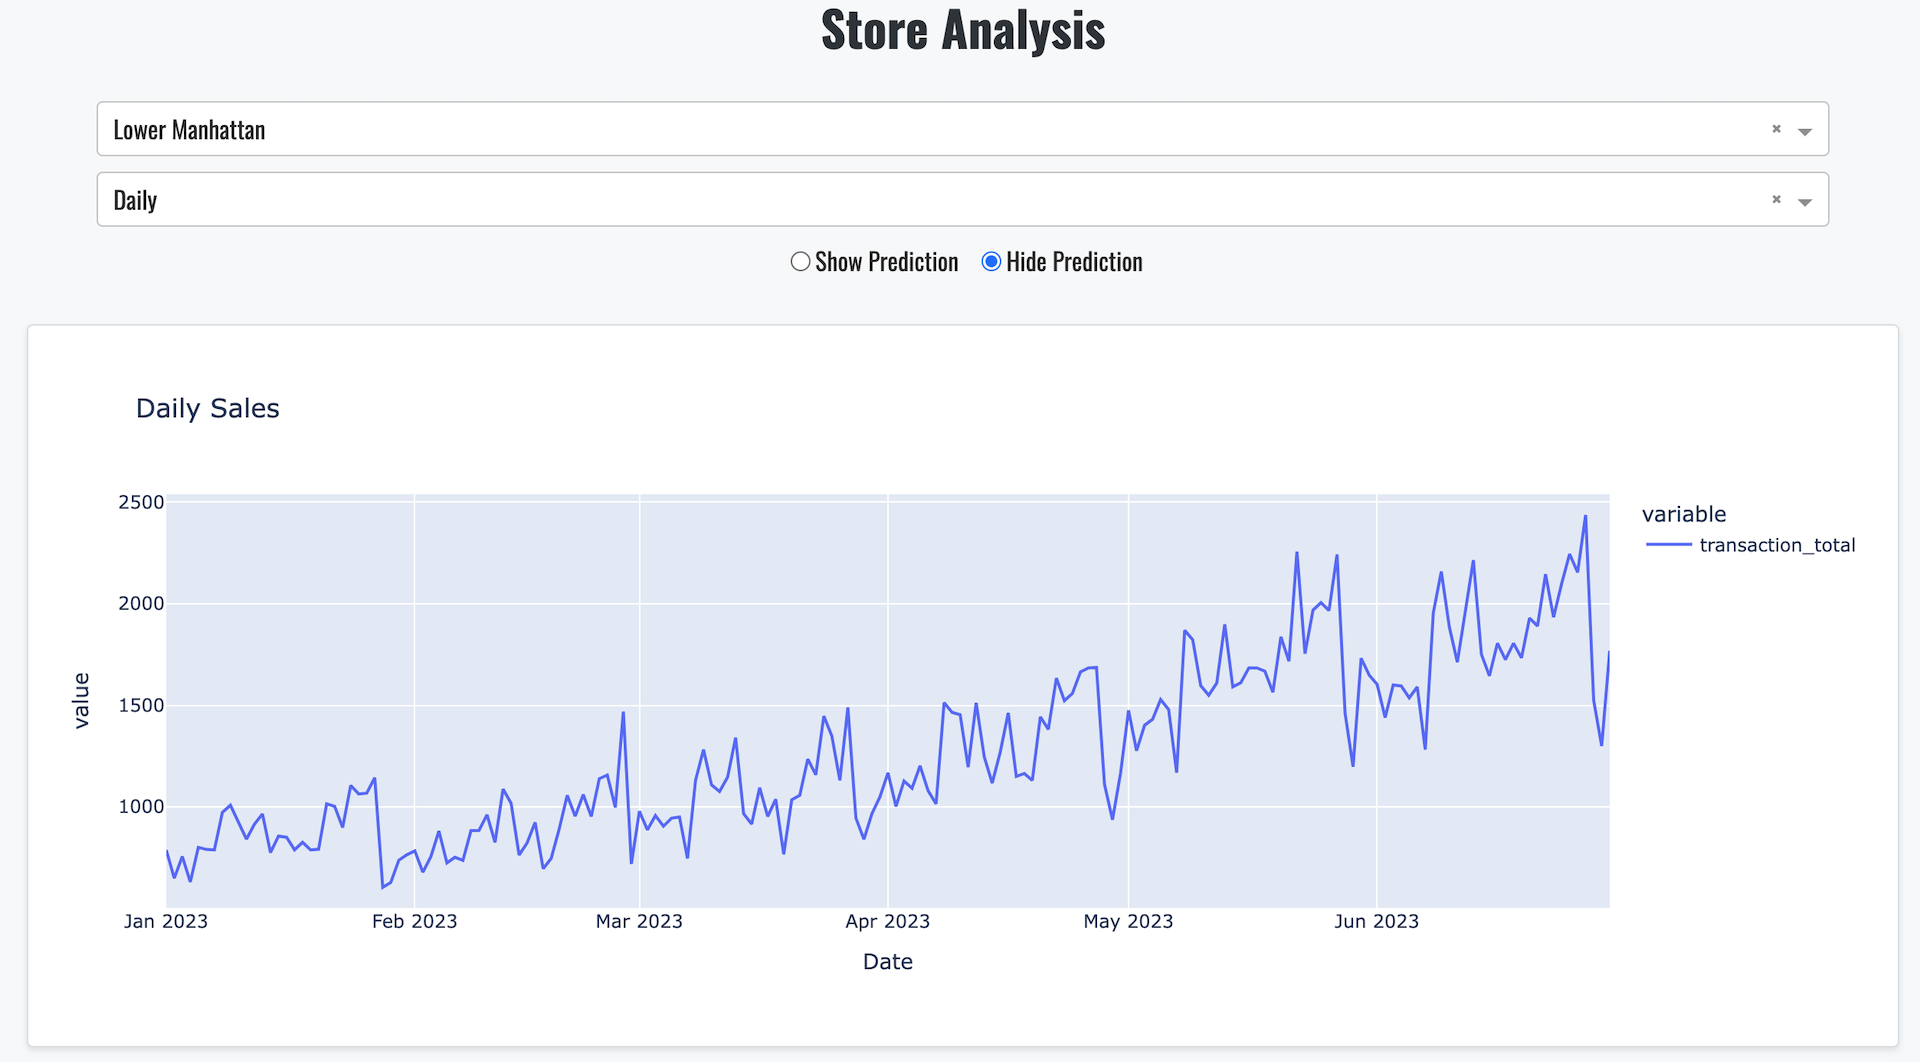 Store Analysis
Lower Manhattan
Daily
Show Prediction Hide Prediction
Daily Sales
2500
2000
1500
1000
value
Jan 2023 Feb 2023 Mar 2023 Apr 2023 May 2023 Jun 2023
Date
variable
transaction_total